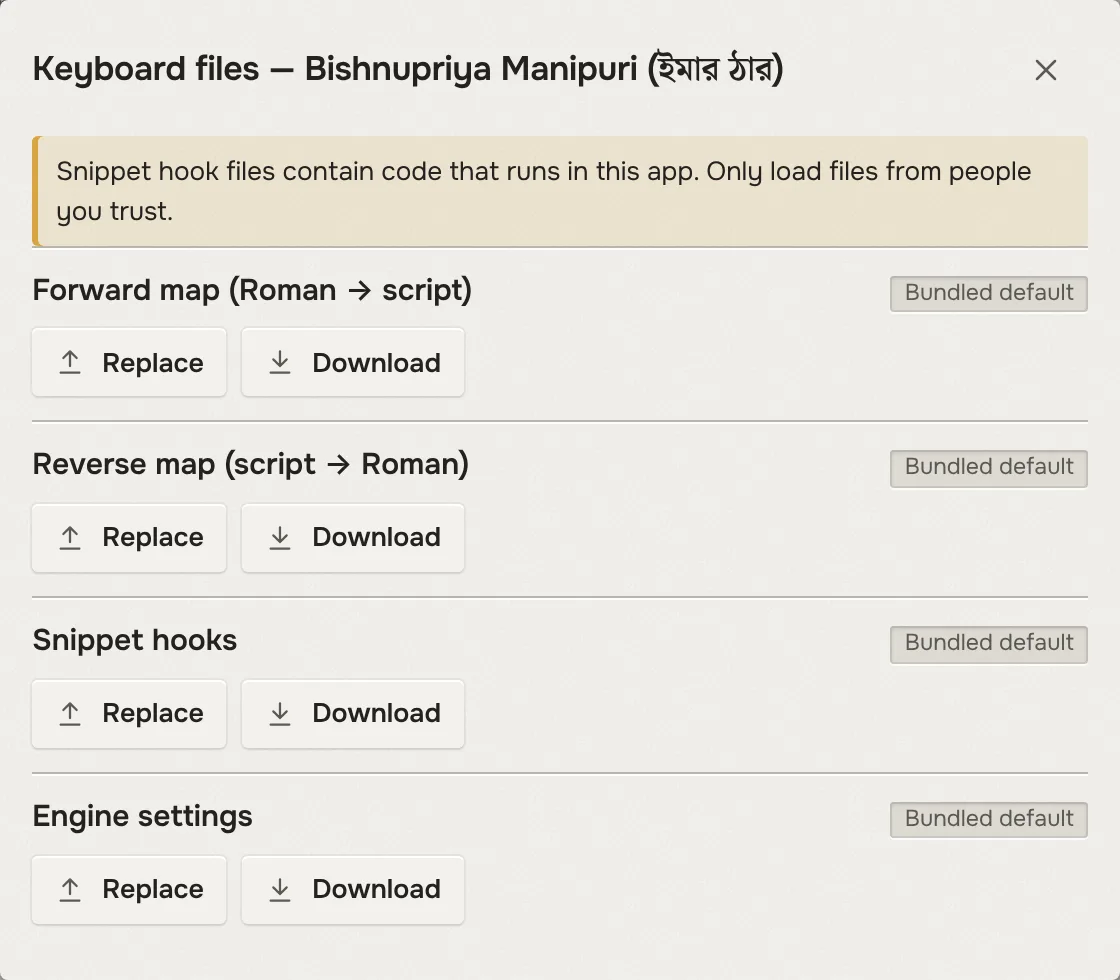 Keyboard files — Bishnupriya Manipuri (ইমার ঠার)
Snippet hook files contain code that runs in this app. Only load files from people
you trust.
Forward map (Roman → script)
Bundled default
Replace
Download
Reverse map (script → Roman)
Bundled default
Replace
Download
Snippet hooks
Bundled default
Replace
Download
Engine settings
Bundled default
Replace
Download